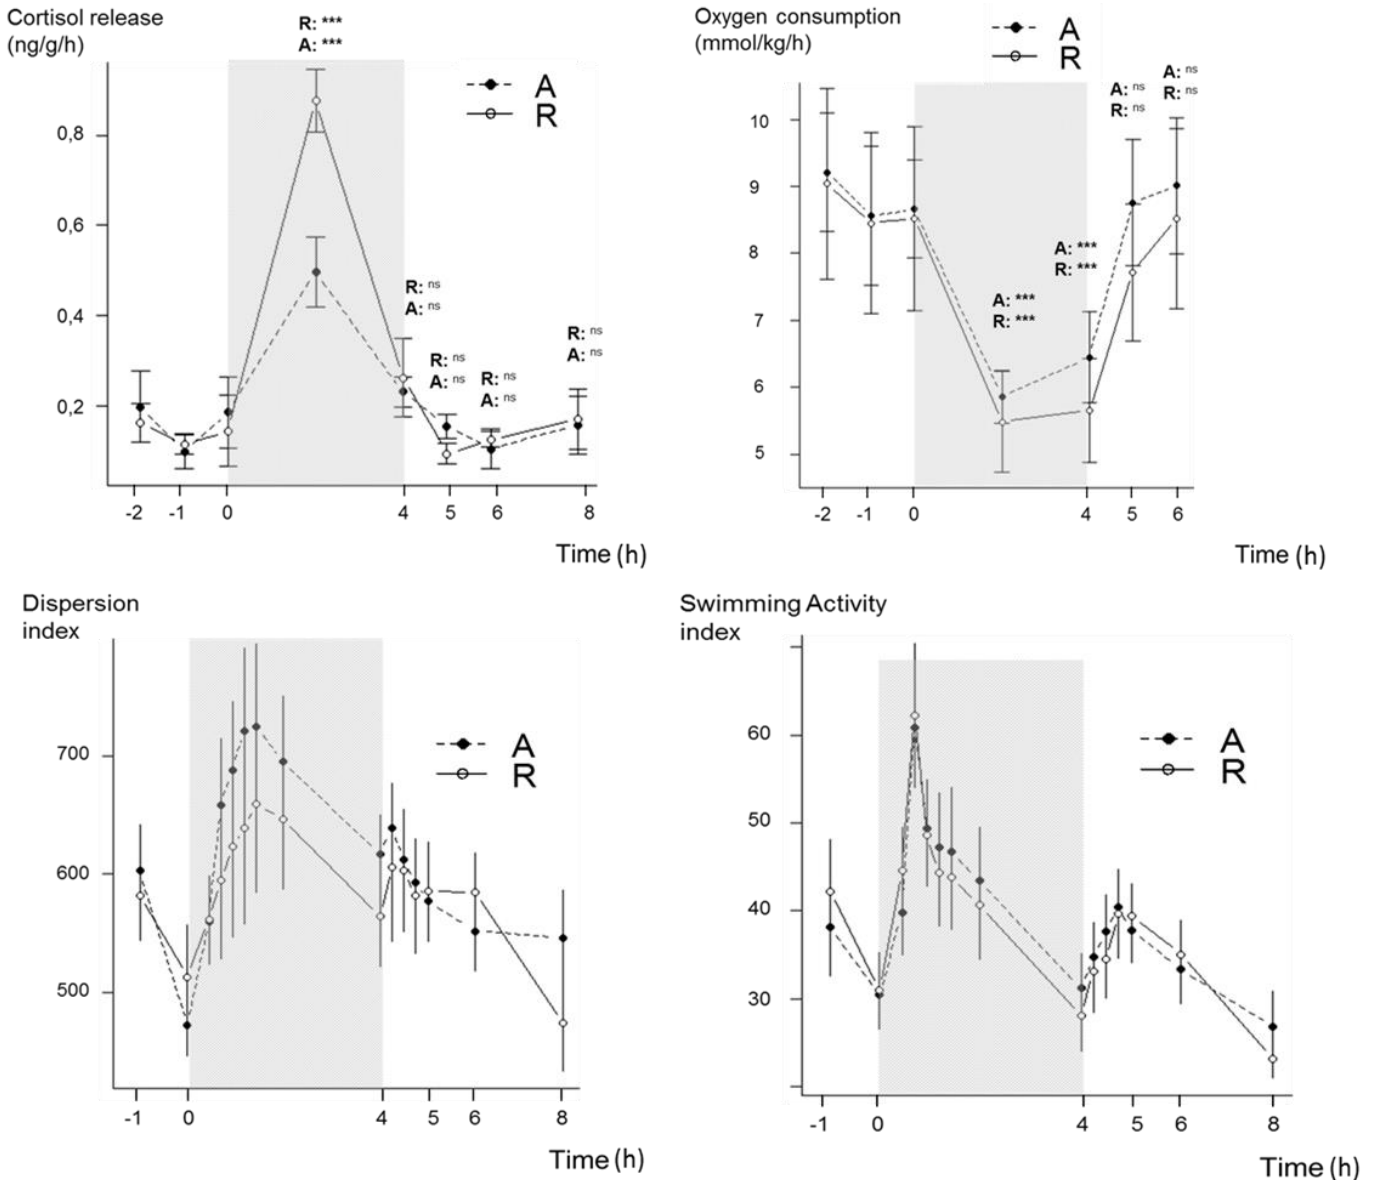 Cortisol release
(ng/g/h)
R: ***
A: ***
A
R
0,8
0,6
0,4
0,2
R: ns
A: ns
R: ns
A: ns
R: ns
A: ns
R: ns
A: ns
-2 -1 0 4 5 6 8
Time (h)
Oxygen consumption
(mmol/kg/h)
A
R
A: ns
R: ns
A: ns
R: ns
10
9
8
7
6
5
A: ***
R: ***
A: ***
R: ***
-2 -1 0 4 5 6
Time (h)
Dispersion
index
A
R
700
600
500
-1 0 4 5 6 8
Time (h)
Swimming Activity
index
A
R
60
50
40
30
-1 0 4 5 6 8
Time (h)